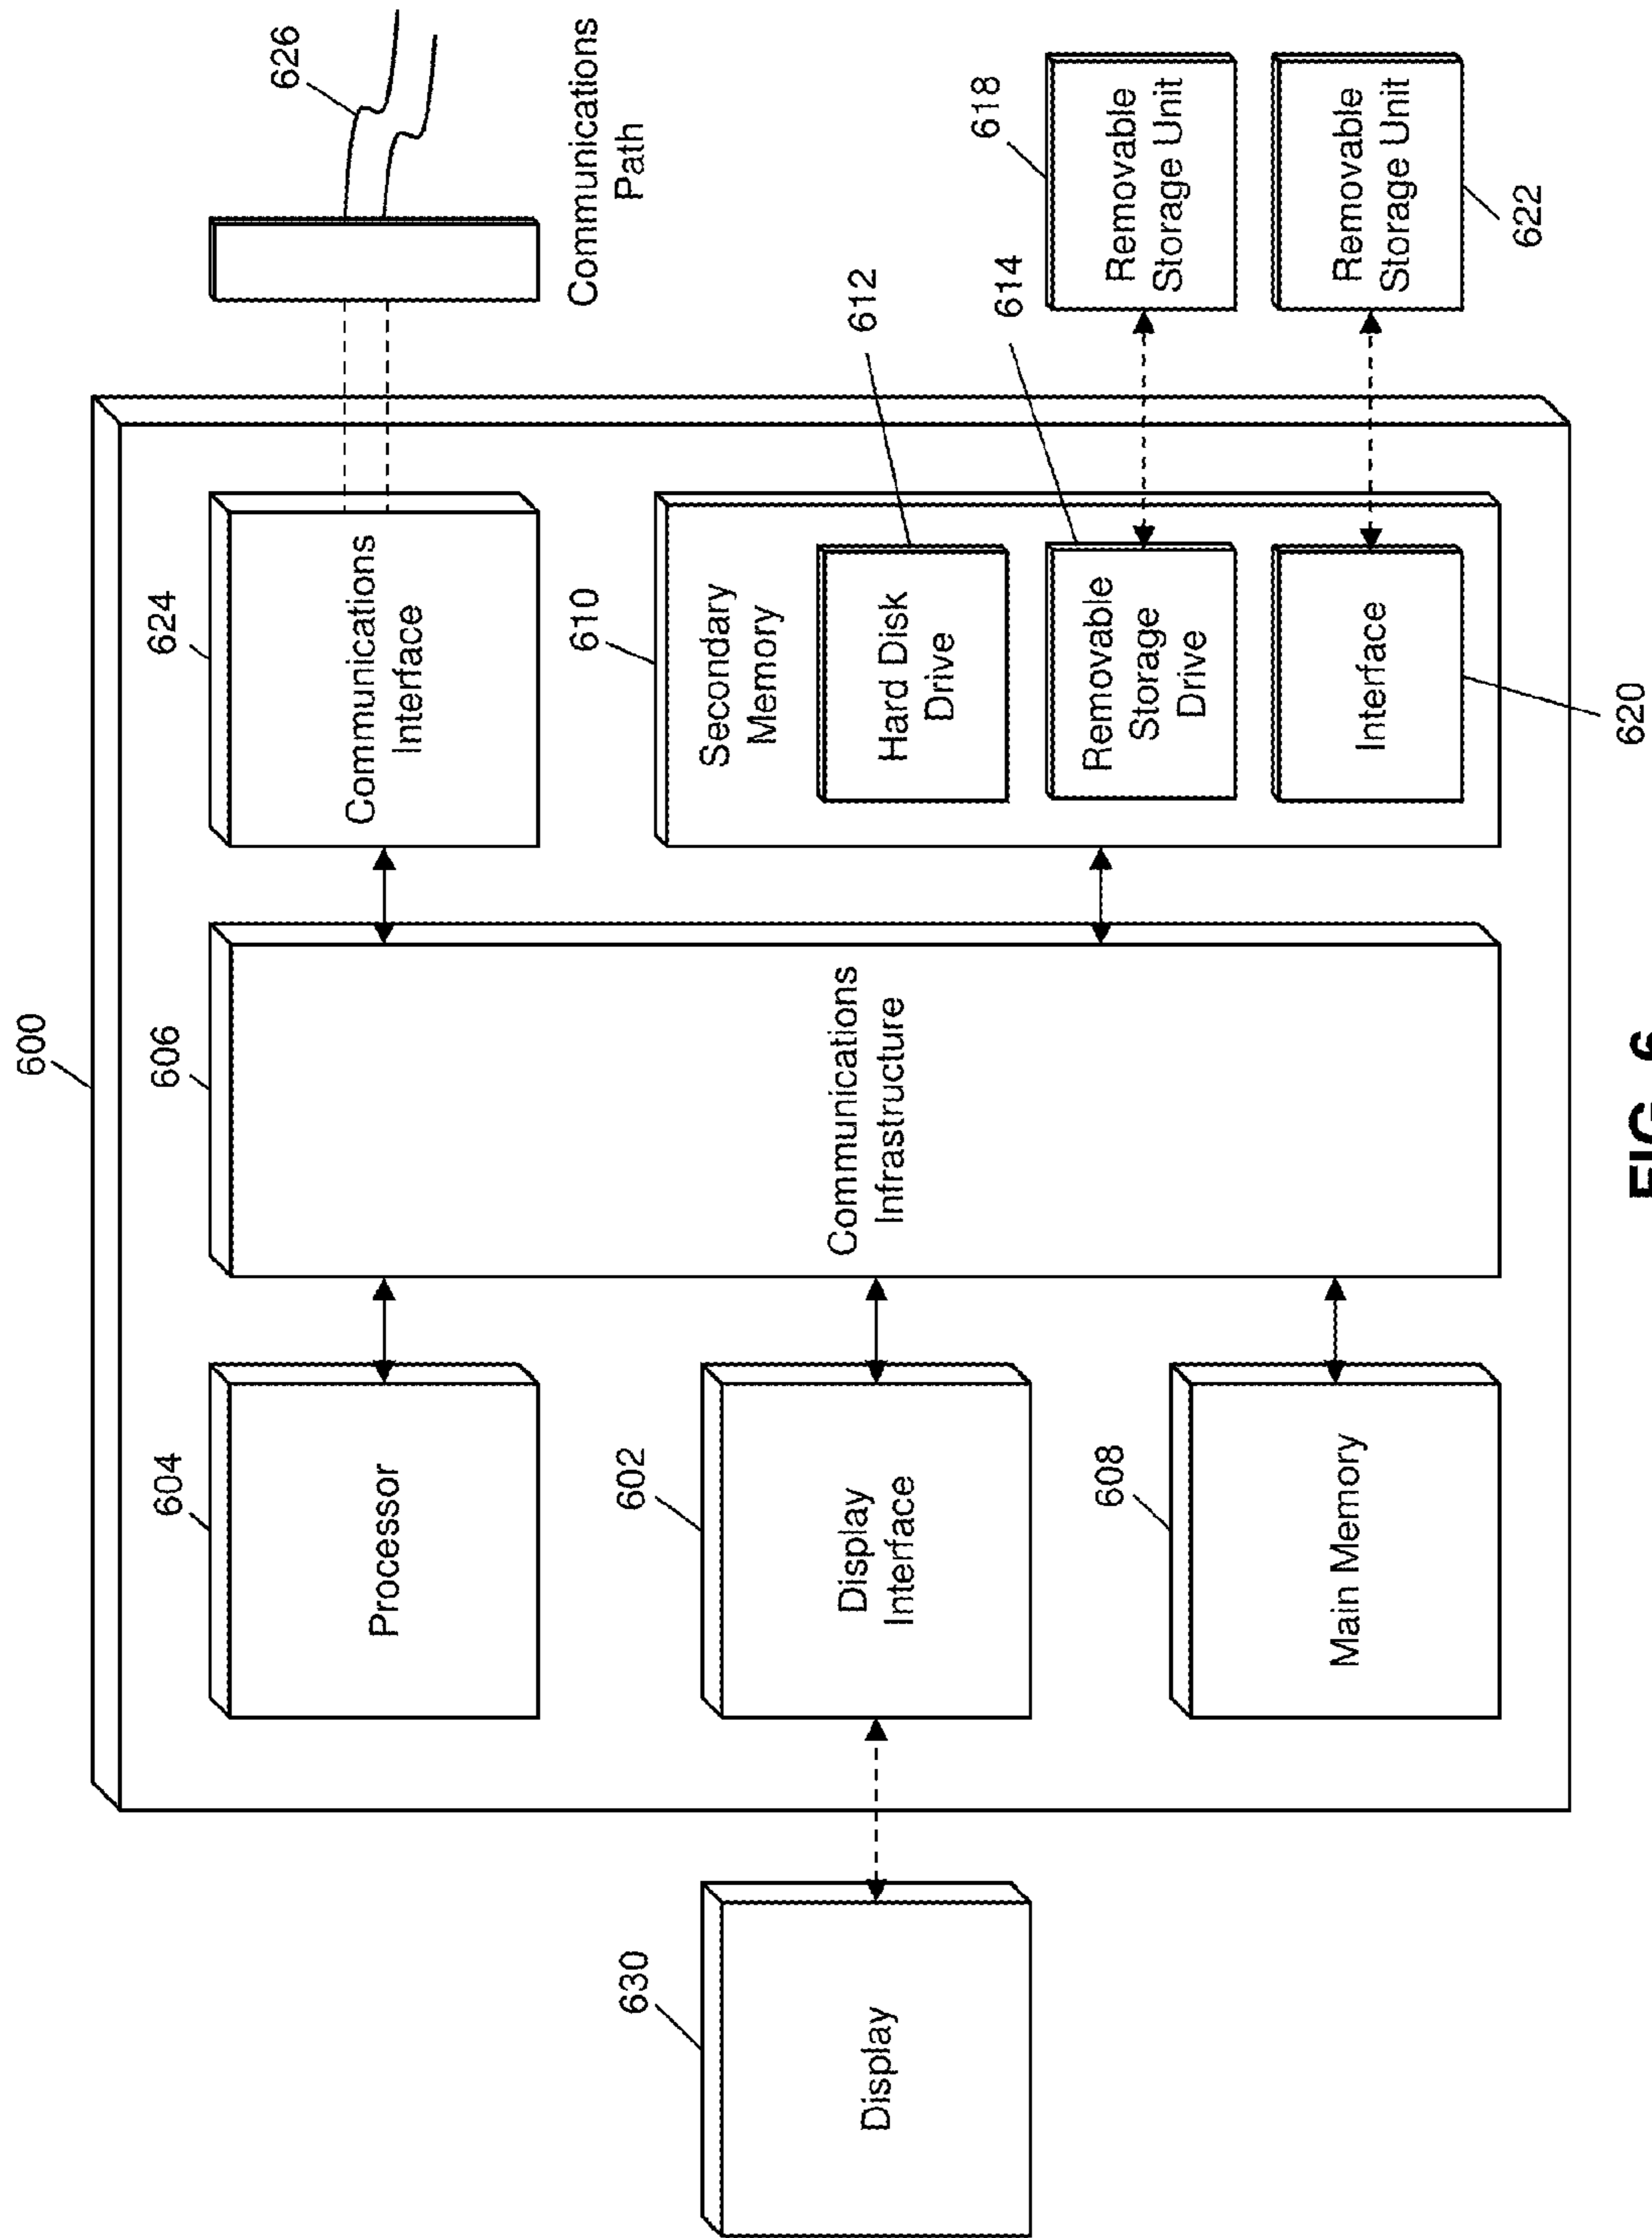 600
604
Processor
606
Communications
Infrastructure
624
Communications
Interface
626
Communications
Path
630
Display
602
Display
Interface
608
Main Memory
610
Secondary
Memory
612
Hard Disk
Drive
614
Removable
Storage
Drive
618
Removable
Storage Unit
Interface
620
Removable
Storage Unit
622
FIG. 6